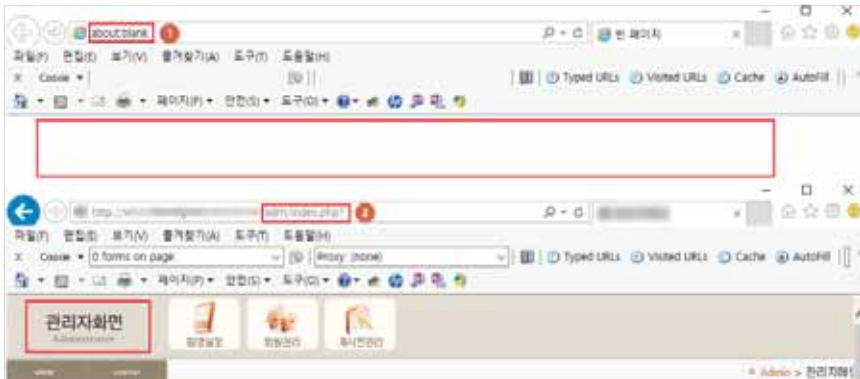 about:blank 1 빈 페이지 x
파일(F) 편집(E) 보기(V) 즐겨찾기(A) 도구(T) 도움말(H)
x Cookie Typed URLs Visited URLs Cache AutoFill
페이지(P) 안전(S) 도구(O)
http:// adm/index.php? 2 x
파일(F) 편집(E) 보기(V) 즐겨찾기(A) 도구(T) 도움말(H)
x Cookie 0 forms on page Proxy: (none) Typed URLs Visited URLs Cache AutoFill
페이지(P) 안전(S) 도구(O)
관리자화면
Administrator
환경설정 회원관리 게시판관리
Admin > 관리자메인